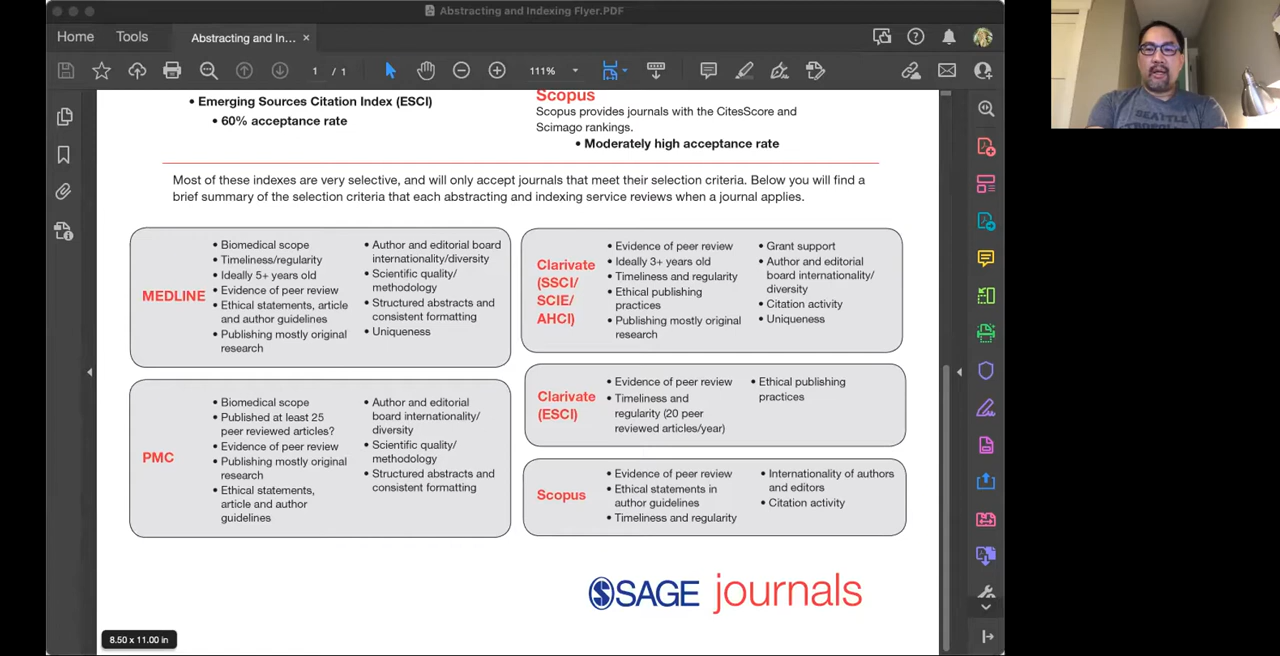 Abstracting and Indexing Flyer.PDF
Home
Tools
Abstracting and In...
×
1 / 1
111%
• Emerging Sources Citation Index (ESCI)
• 60% acceptance rate
Scopus
Scopus provides journals with the CitesScore and
Scimago rankings.
• Moderately high acceptance rate
Most of these indexes are very selective, and will only accept journals that meet their selection criteria. Below you will find a
brief summary of the selection criteria that each abstracting and indexing service reviews when a journal applies.
MEDLINE
• Biomedical scope
• Timeliness/regularity
• Ideally 5+ years old
• Evidence of peer review
• Ethical statements, article
and author guidelines
• Publishing mostly original
research
• Author and editorial board
internationality/diversity
• Scientific quality/
methodology
• Structured abstracts and
consistent formatting
• Uniqueness
Clarivate
(SSCI/
SCIE/
AHCI)
• Evidence of peer review
• Ideally 3+ years old
• Timeliness and regularity
• Ethical publishing
practices
• Publishing mostly original
research
• Grant support
• Author and editorial
board internationality/
diversity
• Citation activity
• Uniqueness
PMC
• Biomedical scope
• Published at least 25
peer reviewed articles?
• Evidence of peer review
• Publishing mostly original
research
• Ethical statements,
article and author
guidelines
• Author and editorial
board internationality/
diversity
• Scientific quality/
methodology
• Structured abstracts and
consistent formatting
Clarivate
(ESCI)
• Evidence of peer review
• Timeliness and
regularity (20 peer
reviewed articles/year)
• Ethical publishing
practices
Scopus
• Evidence of peer review
• Ethical statements in
author guidelines
• Timeliness and regularity
• Internationality of authors
and editors
• Citation activity
SAGE journals
8.50 x 11.00 in
SEATTLE